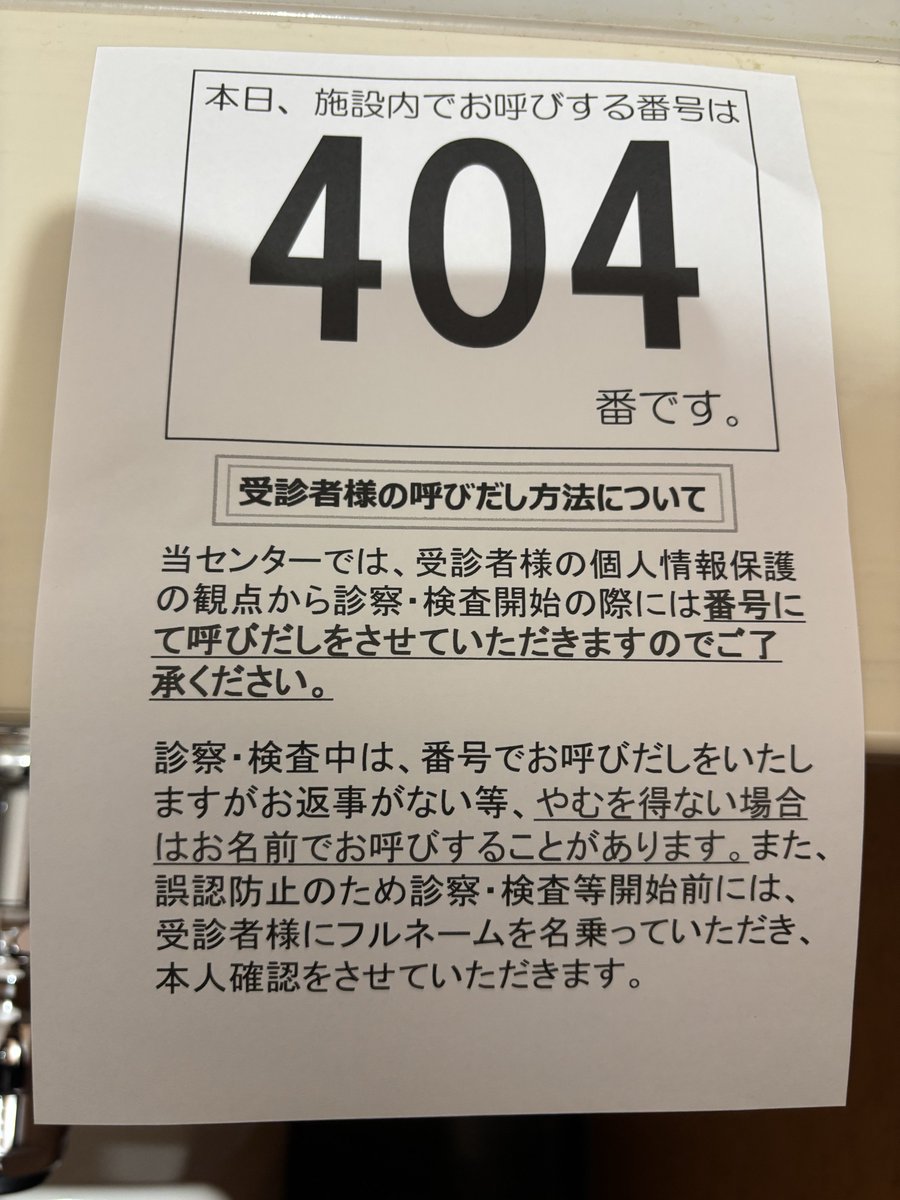 本日、施設内でお呼びする番号は
404
番です。
受診者様の呼びだし方法について
当センターでは、受診者様の個人情報保護
の観点から診察・検査開始の際には番号に
て呼びだしをさせていただきますのでご了
承ください。
診察・検査中は、番号でお呼びだしをいたし
ますがお返事がない等、やむを得ない場合
はお名前でお呼びすることがあります。また、
誤認防止のため診察・検査等開始前には、
受診者様にフルネームを名乗っていただき、
本人確認をさせていただきます。